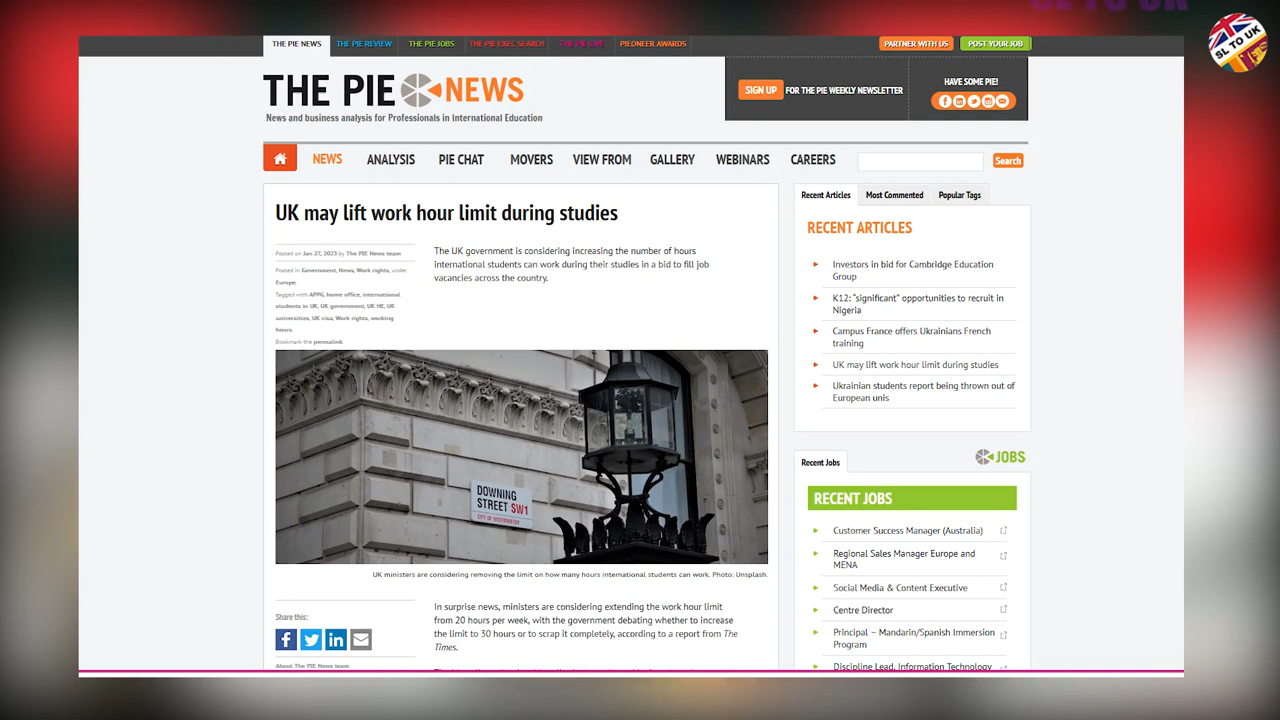 SL TO UK
SL TO UK
THE PIE NEWS
THE PIE REVIEW
THE PIE JOBS
THE PIE EXEC SEARCH
THE PIE LIVE
PIEONEER AWARDS
PARTNER WITH US
POST YOUR JOB
THE PIE NEWS
News and business analysis for Professionals in International Education
SIGN UP FOR THE PIE WEEKLY NEWSLETTER
HAVE SOME PIE!
NEWS
ANALYSIS
PIE CHAT
MOVERS
VIEW FROM
GALLERY
WEBINARS
CAREERS
Search
UK may lift work hour limit during studies
Posted on Jan 27, 2023 by The PIE News team
Posted in Government, News, Work rights, under
Europe.
Tagged with APPG, home office, international
students in UK, UK government, UK HE, UK
universities, UK visa, Work rights, working
hours.
Bookmark the permalink.
The UK government is considering increasing the number of hours
international students can work during their studies in a bid to fill job
vacancies across the country.
DOWNING
STREET SW1
CITY OF WESTMINSTER
UK ministers are considering removing the limit on how many hours international students can work. Photo: Unsplash.
Share this:
About The PIE News team
In surprise news, ministers are considering extending the work hour limit
from 20 hours per week, with the government debating whether to increase
the limit to 30 hours or to scrap it completely, according to a report from The
Times.
Recent Articles
Most Commented
Popular Tags
RECENT ARTICLES
Investors in bid for Cambridge Education
Group
K12: “significant” opportunities to recruit in
Nigeria
Campus France offers Ukrainians French
training
UK may lift work hour limit during studies
Ukrainian students report being thrown out of
European unis
Recent Jobs
JOBS
RECENT JOBS
Customer Success Manager (Australia)
Regional Sales Manager Europe and
MENA
Social Media & Content Executive
Centre Director
Principal – Mandarin/Spanish Immersion
Program
Discipline Lead, Information Technology